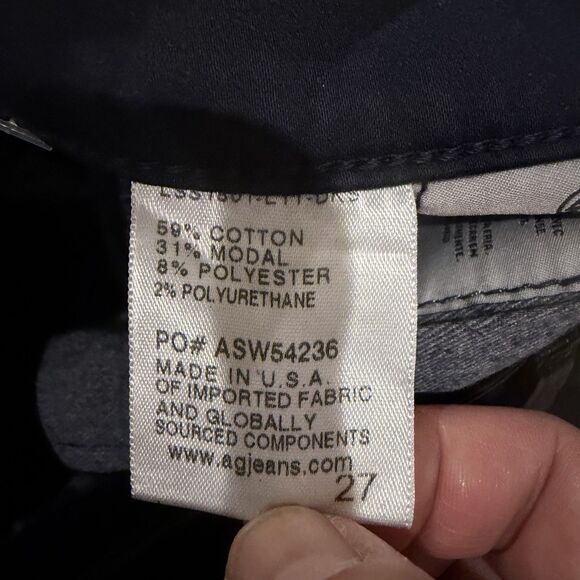 59% COTTON
31% MODAL
8% POLYESTER
2% POLYURETHANE
PO# ASW54236
MADE IN U.S.A.
OF IMPORTED FABRIC
AND GLOBALLY
SOURCED COMPONENTS
www.agjeans.com
27